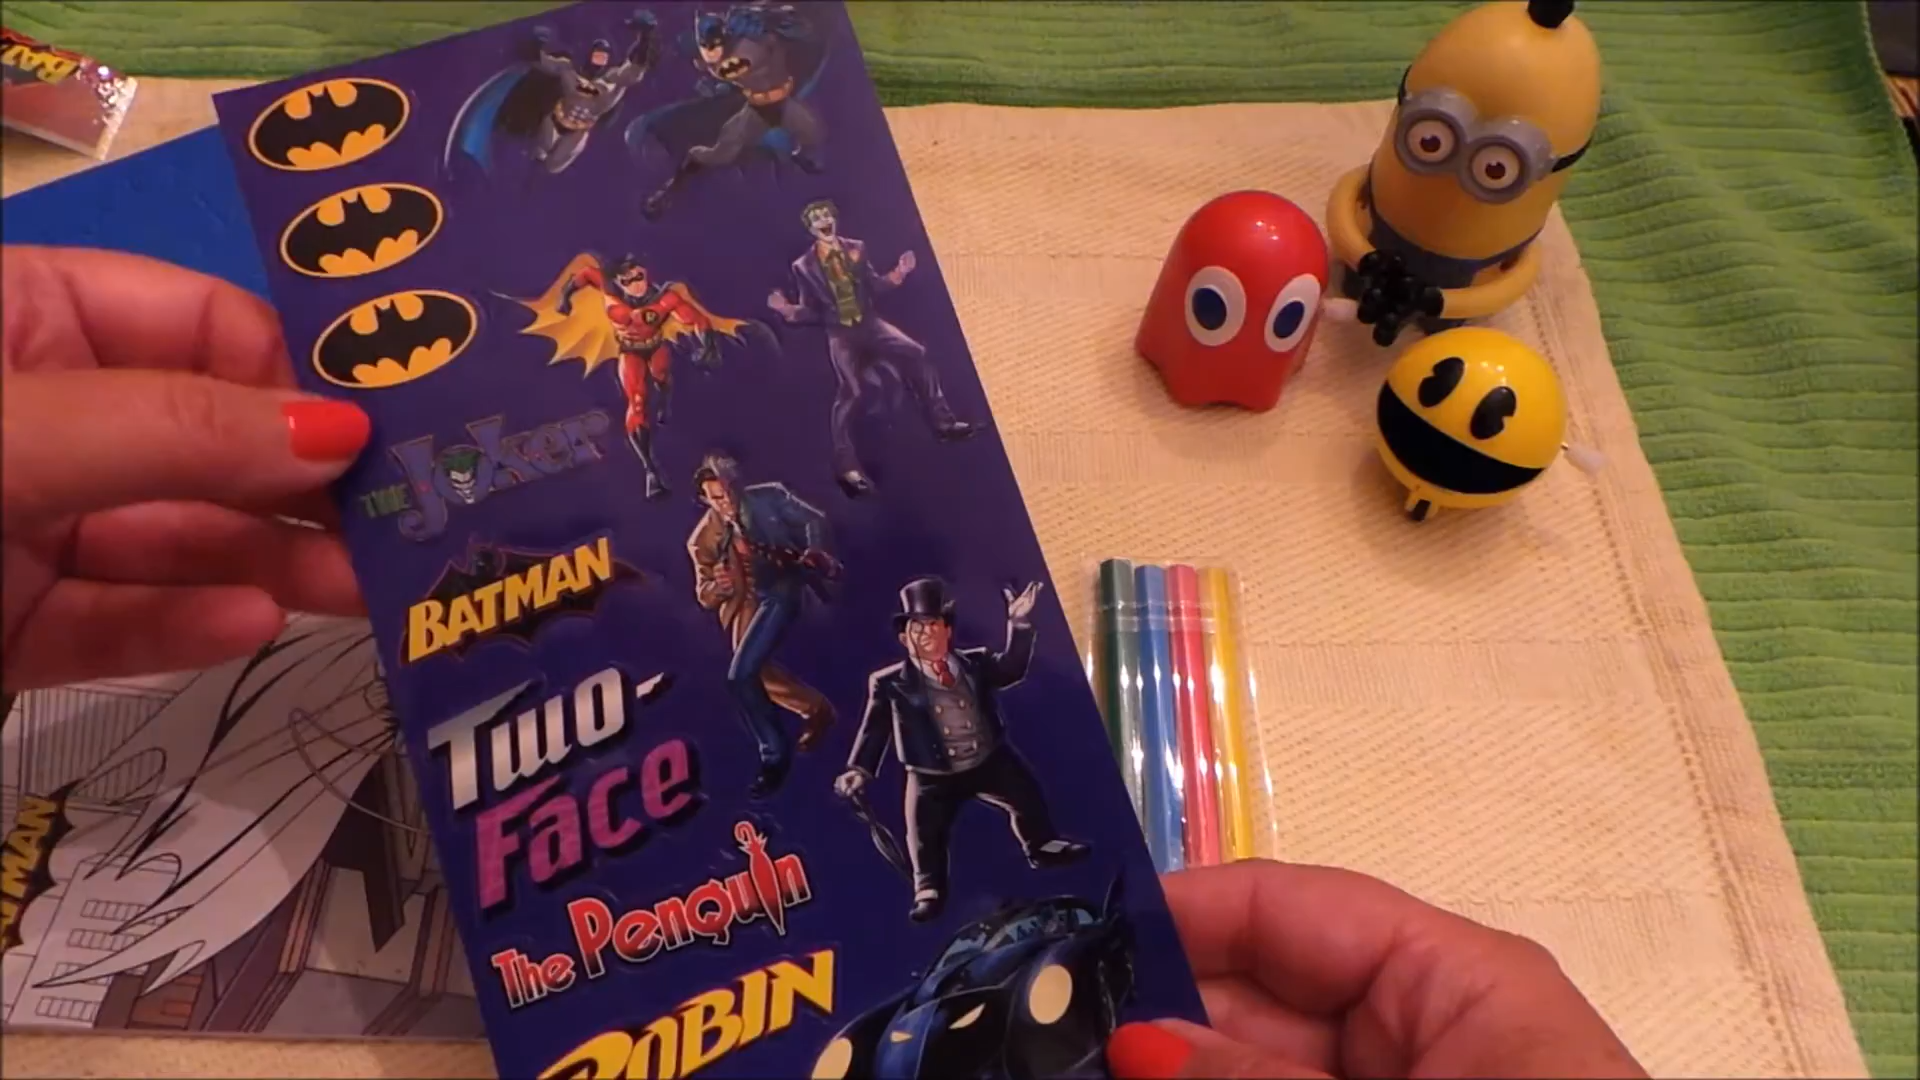 THE Joker
BATMAN
Two-
Face
The Penguin
ROBIN
R